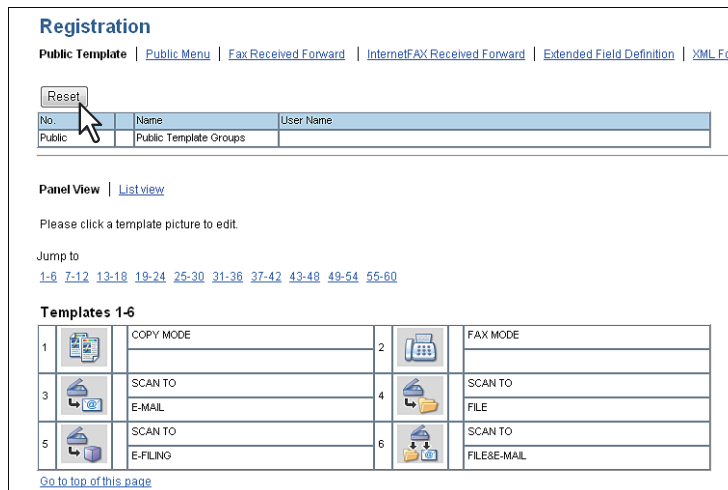 Registration
Public Template | Public Menu | Fax Received Forward | InternetFAX Received Forward | Extended Field Definition | XML Fo
Reset
No. Name User Name
Public Public Template Groups
Panel View | List view
Please click a template picture to edit.
Jump to
1-6 7-12 13-18 19-24 25-30 31-36 37-42 43-48 49-54 55-60
Templates 1-6
1 COPY MODE 2 FAX MODE
3 SCAN TO 4 SCAN TO
E-MAIL FILE
5 SCAN TO 6 SCAN TO
E-FILING FILE&E-MAIL
Go to top of this page